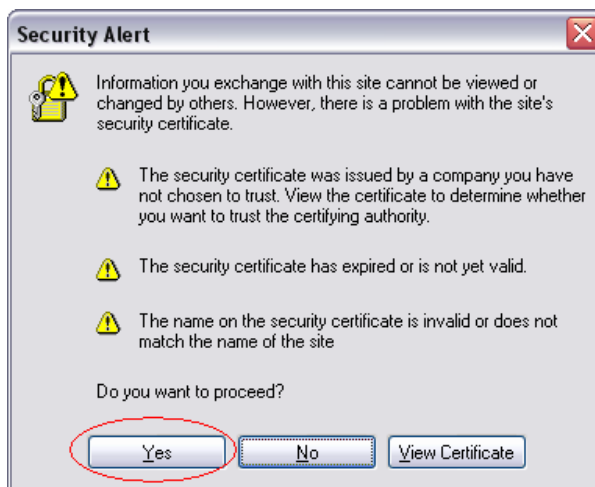 Security Alert
Information you exchange with this site cannot be viewed or
changed by others. However, there is a problem with the site's
security certificate.
The security certificate was issued by a company you have
not chosen to trust. View the certificate to determine whether
you want to trust the certifying authority.
The security certificate has expired or is not yet valid.
The name on the security certificate is invalid or does not
match the name of the site
Do you want to proceed?
Yes No View Certificate